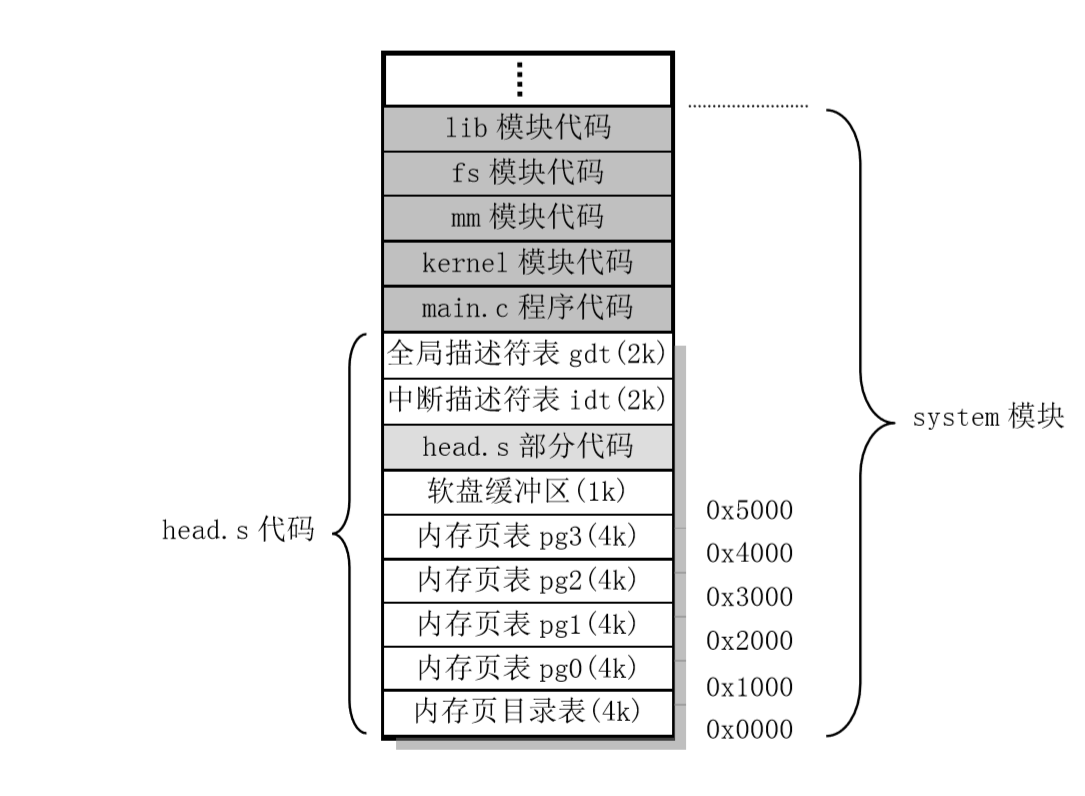 lib 模块代码
fs 模块代码
mm 模块代码
kernel 模块代码
main.c 程序代码
全局描述符表 gdt(2k)
中断描述符表 idt(2k)
head.s 部分代码
软盘缓冲区(1k)
内存页表 pg3(4k)
内存页表 pg2(4k)
内存页表 pg1(4k)
内存页表 pg0(4k)
内存页目录表(4k)
head.s 代码
0x5000
0x4000
0x3000
0x2000
0x1000
0x0000
system 模块